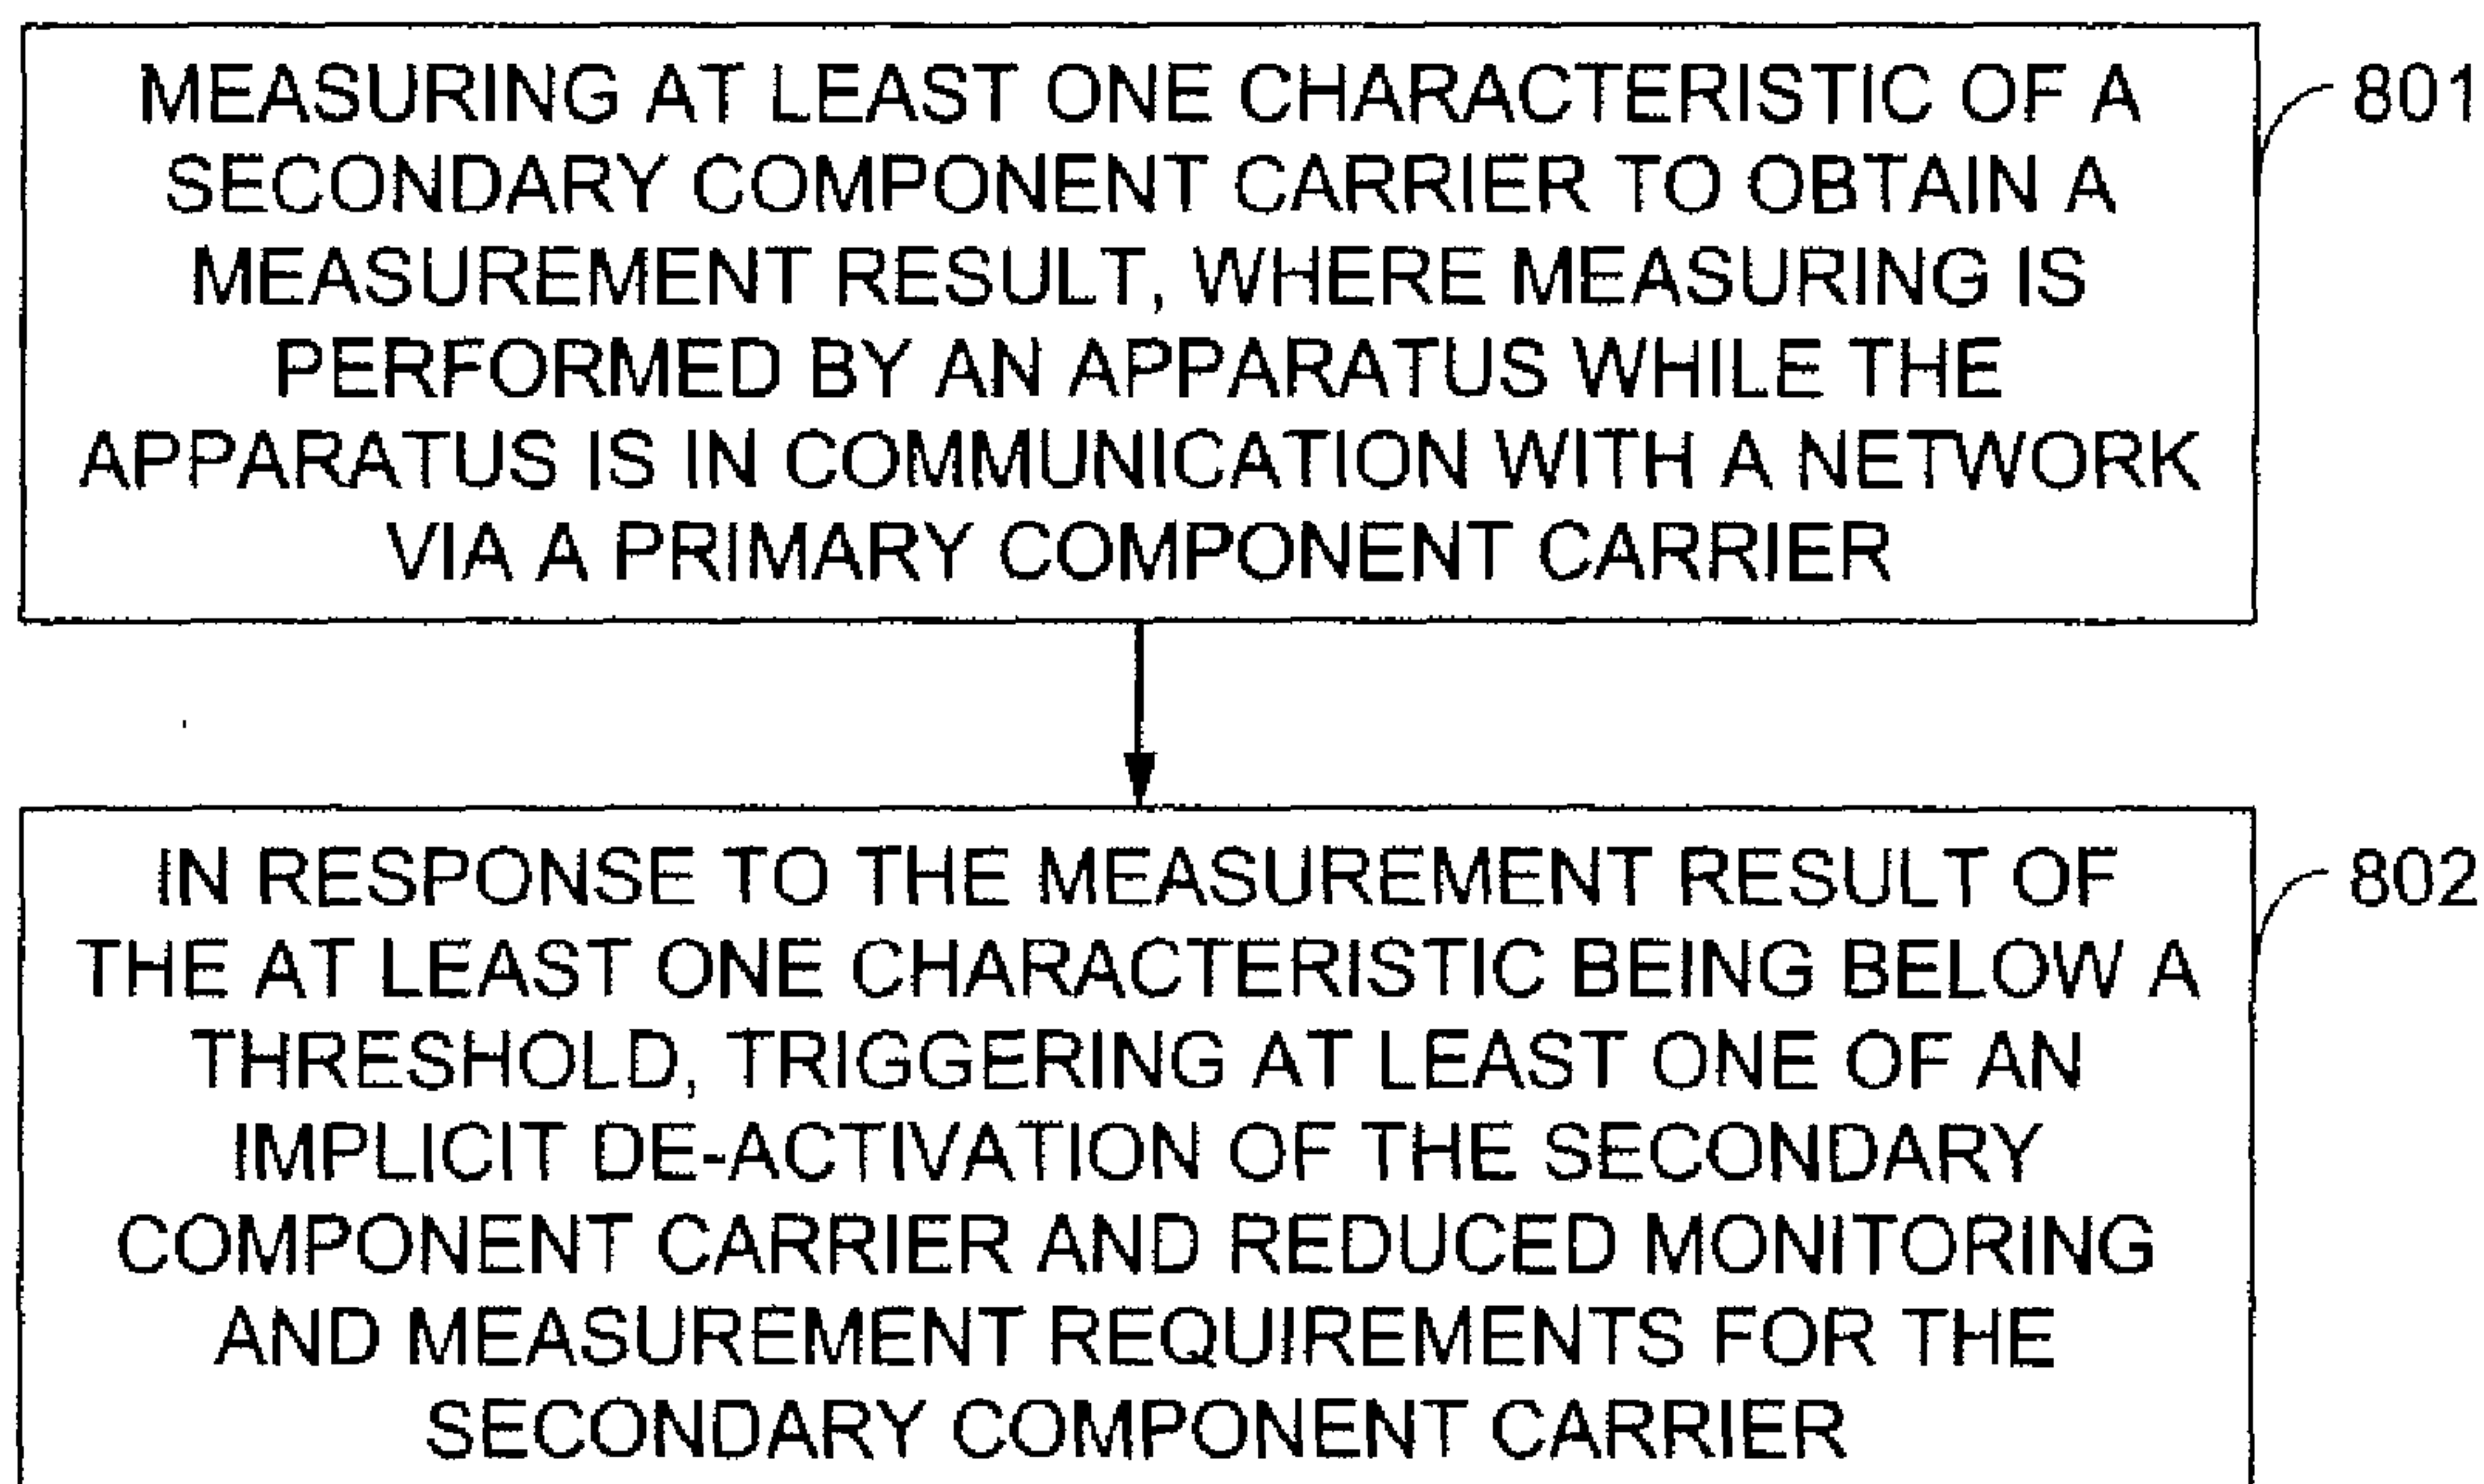 MEASURING AT LEAST ONE CHARACTERISTIC OF A
SECONDARY COMPONENT CARRIER TO OBTAIN A
MEASUREMENT RESULT, WHERE MEASURING IS
PERFORMED BY AN APPARATUS WHILE THE
APPARATUS IS IN COMMUNICATION WITH A NETWORK
VIA A PRIMARY COMPONENT CARRIER
801
IN RESPONSE TO THE MEASUREMENT RESULT OF
THE AT LEAST ONE CHARACTERISTIC BEING BELOW A
THRESHOLD, TRIGGERING AT LEAST ONE OF AN
IMPLICIT DE-ACTIVATION OF THE SECONDARY
COMPONENT CARRIER AND REDUCED MONITORING
AND MEASUREMENT REQUIREMENTS FOR THE
SECONDARY COMPONENT CARRIER
802